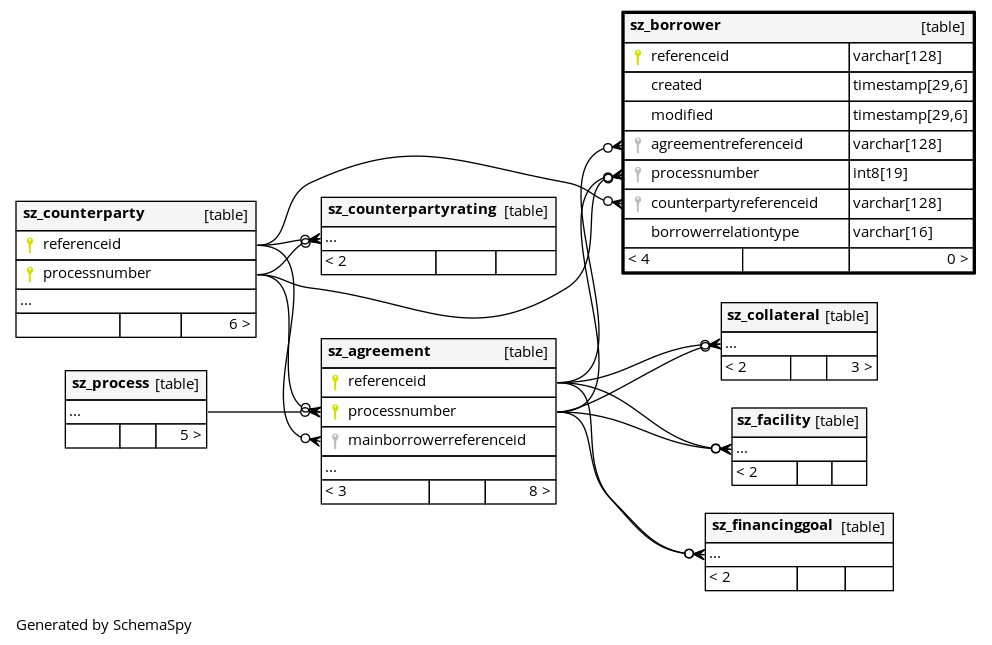 sz_borrower [table]
referenceid varchar[128]
created timestamp[29,6]
modified timestamp[29,6]
agreementreferenceid varchar[128]
processnumber int8[19]
counterpartyreferenceid varchar[128]
borrowerrelationtype varchar[16]
< 4 0 >
sz_counterparty [table]
referenceid
processnumber
...
6 >
sz_counterpartyrating [table]
...
< 2
sz_process [table]
...
5 >
sz_agreement [table]
referenceid
processnumber
mainborrowerreferenceid
...
< 3 8 >
sz_collateral [table]
...
< 2 3 >
sz_facility [table]
...
< 2
sz_financinggoal [table]
...
< 2
Generated by SchemaSpy